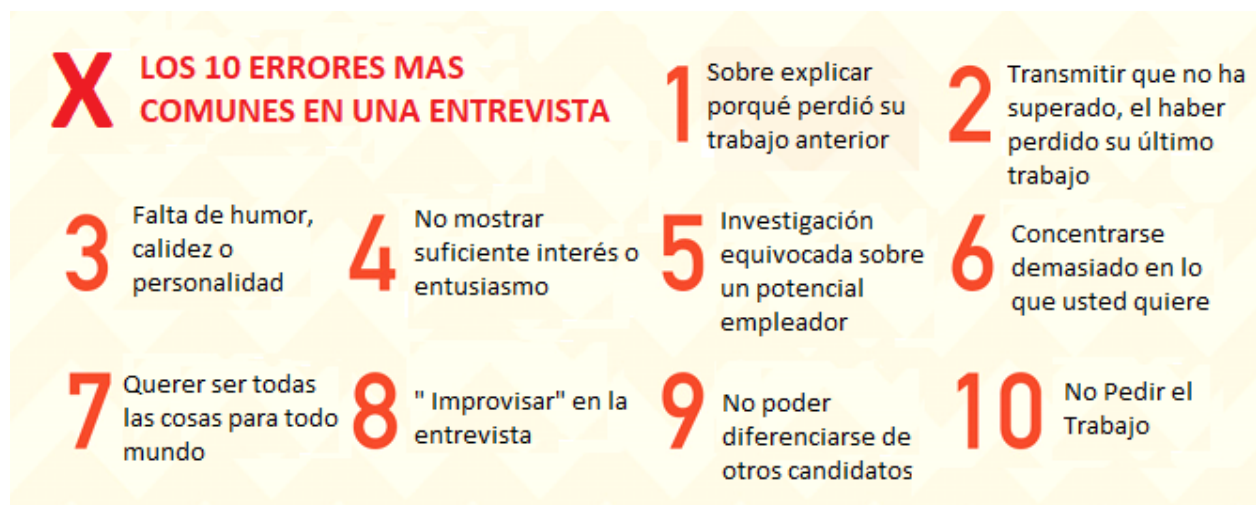 X
LOS 10 ERRORES MAS
COMUNES EN UNA ENTREVISTA
1
Sobre explicar
porqué perdió su
trabajo anterior
2
Transmitir que no ha
superado, el haber
perdido su último
trabajo
3
Falta de humor,
calidez o
personalidad
4
No mostrar
suficiente interés o
entusiasmo
5
Investigación
equivocada sobre
un potencial
empleador
6
Concentrarse
demasiado en lo
que usted quiere
7
Querer ser todas
las cosas para todo
mundo
8
" Improvisar" en la
entrevista
9
No poder
diferenciarse de
otros candidatos
10
No Pedir el
Trabajo